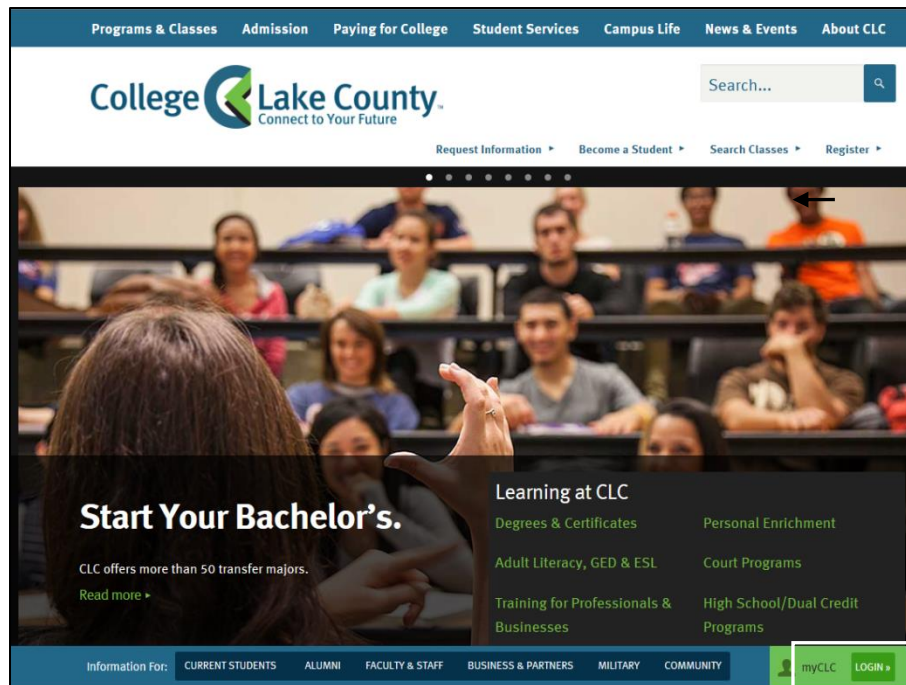 Programs & Classes Admission Paying for College Student Services Campus Life News & Events About CLC
College Lake County™
Connect to Your Future
Search...
Request Information ▸ Become a Student ▸ Search Classes ▸ Register ▸
Start Your Bachelor's.
CLC offers more than 50 transfer majors.
Read more ▸
Learning at CLC
Degrees & Certificates
Personal Enrichment
Adult Literacy, GED & ESL
Court Programs
Training for Professionals &
Businesses
High School/Dual Credit
Programs
Information For: CURRENT STUDENTS ALUMNI FACULTY & STAFF BUSINESS & PARTNERS MILITARY COMMUNITY myCLC LOGIN »